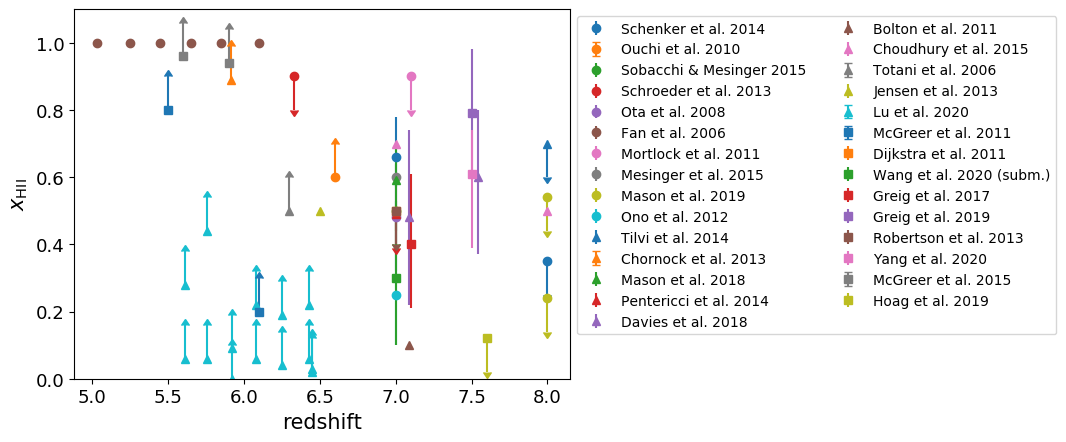 1.0
0.8
0.6
0.4
0.2
0.0
xHII
5.0 5.5 6.0 6.5 7.0 7.5 8.0
redshift
Schenker et al. 2014
Ouchi et al. 2010
Sobacchi & Mesinger 2015
Schroeder et al. 2013
Ota et al. 2008
Fan et al. 2006
Mortlock et al. 2011
Mesinger et al. 2015
Mason et al. 2019
Ono et al. 2012
Tilvi et al. 2014
Chornock et al. 2013
Mason et al. 2018
Pentericci et al. 2014
Davies et al. 2018
Bolton et al. 2011
Choudhury et al. 2015
Totani et al. 2006
Jensen et al. 2013
Lu et al. 2020
McGreer et al. 2011
Dijkstra et al. 2011
Wang et al. 2020 (subm.)
Greig et al. 2017
Greig et al. 2019
Robertson et al. 2013
Yang et al. 2020
McGreer et al. 2015
Hoag et al. 2019